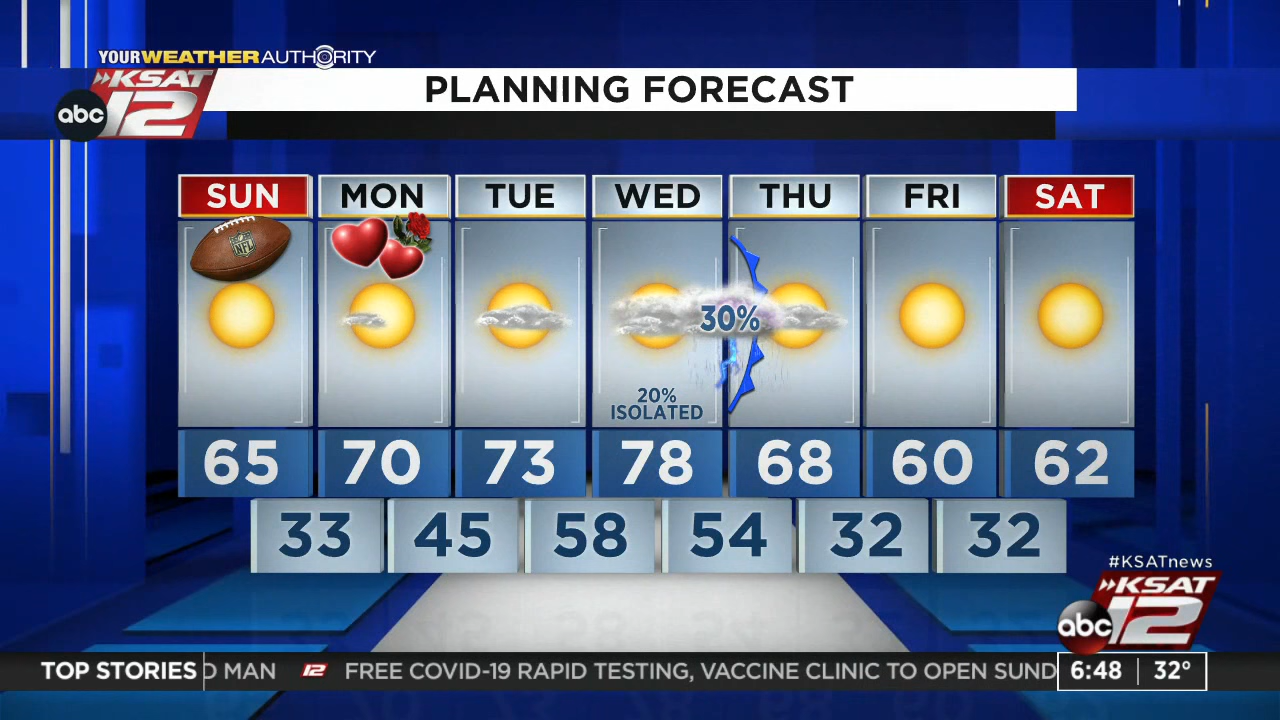 YOUR WEATHER AUTHORITY
KSAT
abc 12
PLANNING FORECAST
SUN MON TUE WED THU FRI SAT
NFL
30%
20%
ISOLATED
65 70 73 78 68 60 62
33 45 58 54 32 32
#KSATnews
KSAT
abc 12
TOP STORIES D MAN 12 FREE COVID-19 RAPID TESTING, VACCINE CLINIC TO OPEN SUND 6:48 32°